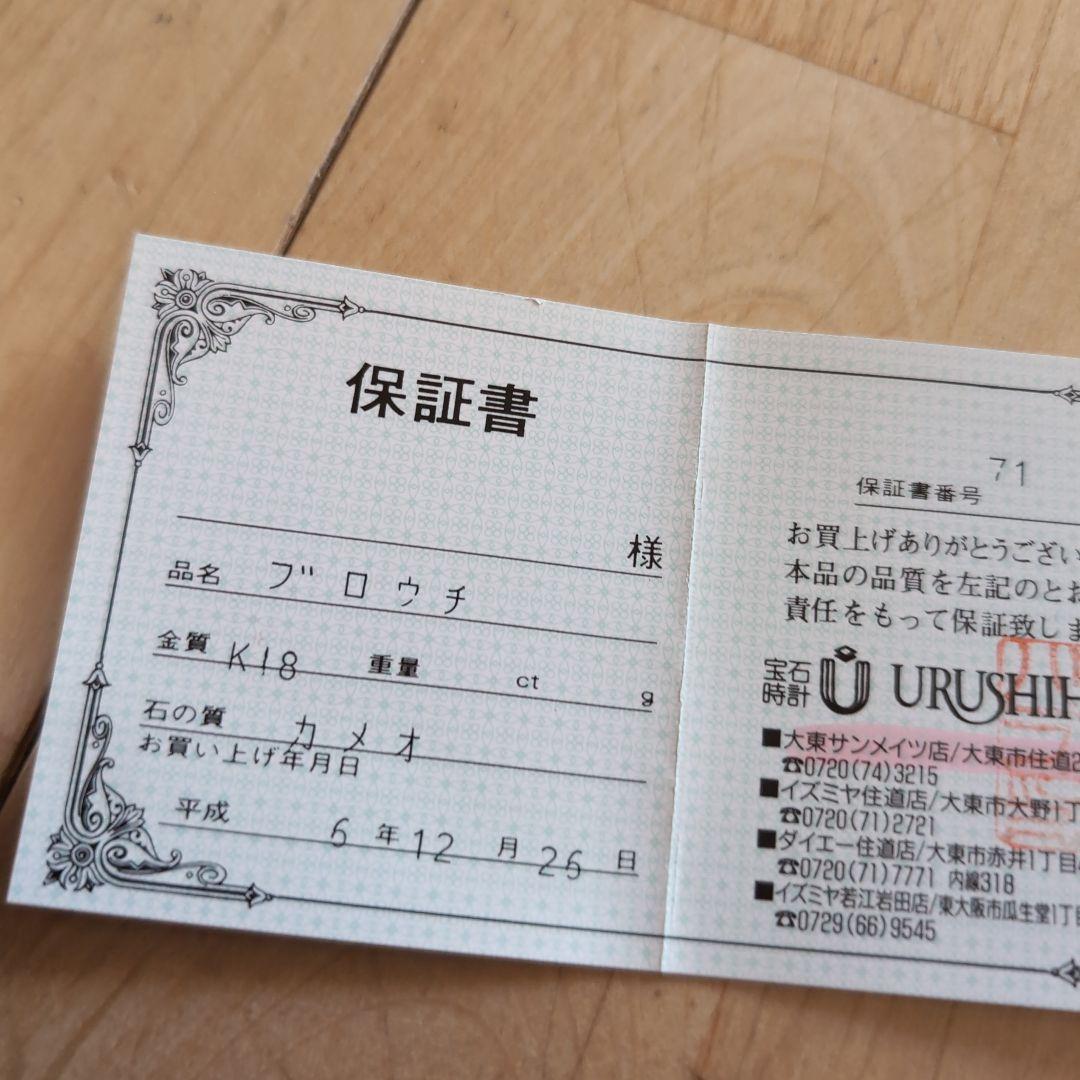 保証書
様
品名 ブロウチ
金質 K18 重量 ct g
石の質 カメオ
お買い上げ年月日
平成 6年12月26日
保証書番号 71
お買上げありがとうござい
本品の品質を左記のとお
責任をもって保証致しま
宝石
時計 URUSHIH
■大東サンメイツ店/大東市住道2
☎0720(74)3215
■イズミヤ住道店/大東市大野1丁
☎0720(71)2721
■ダイエー住道店/大東市赤井1丁目
☎0720(71)7771 内線318
■イズミヤ若江岩田店/東大阪市瓜生堂1丁目
☎0729(66)9545